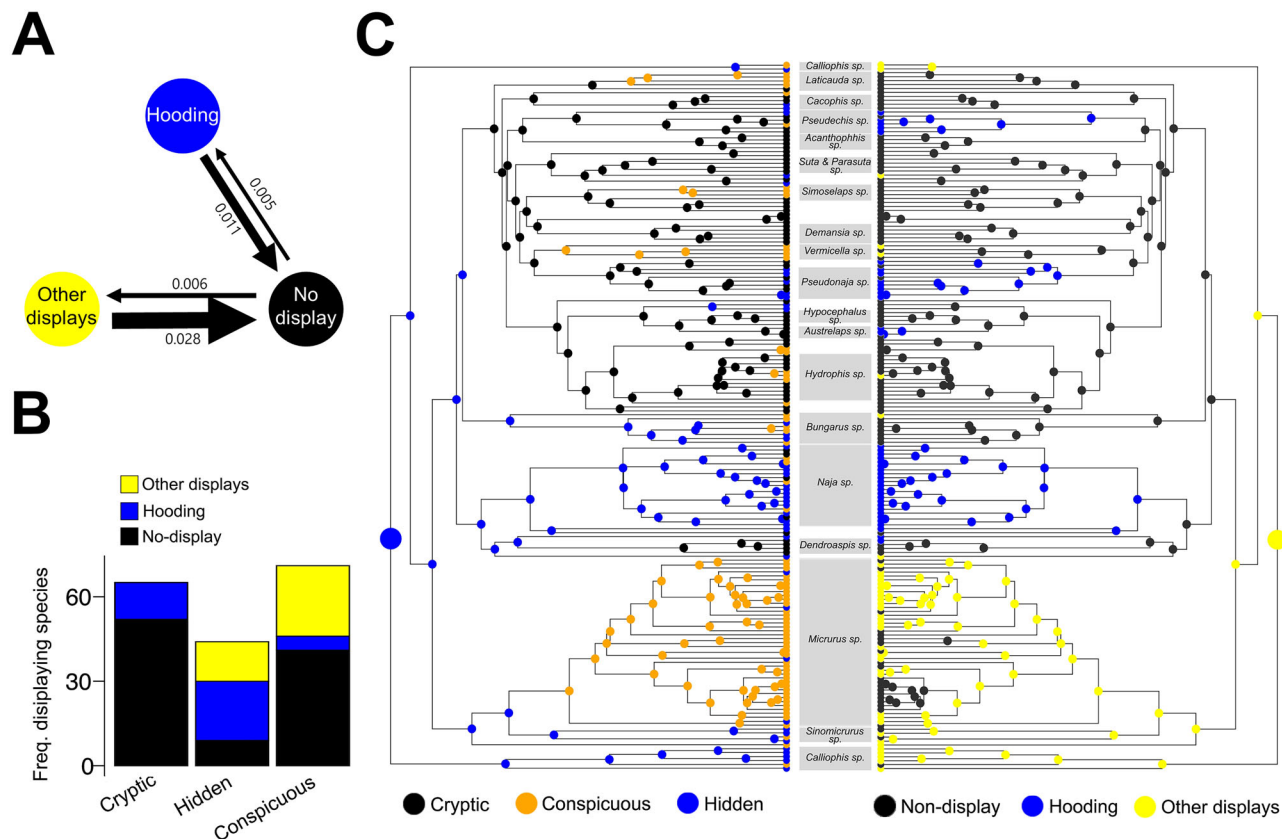 A
Hooding
0.005
0.011
Other
displays
0.006
0.028
No
display
B
Other displays
Hooding
No-display
Freq. displaying species
60
30
0
Cryptic
Hidden
Conspicuous
C
Calliophis sp.
Laticauda sp.
Cacophis sp.
Pseudechis sp.
Acanthophhis
sp.
Suta & Parasuta
sp.
Simoselaps sp.
Demansia sp.
Vermicella sp.
Pseudonaja sp.
Hypocephalus
sp.
Austrelaps sp.
Hydrophis sp.
Bungarus sp.
Naja sp.
Dendroaspis sp.
Micrurus sp.
Sinomicrurus
sp.
Calliophis sp.
Cryptic
Conspicuous
Hidden
Non-display
Hooding
Other displays